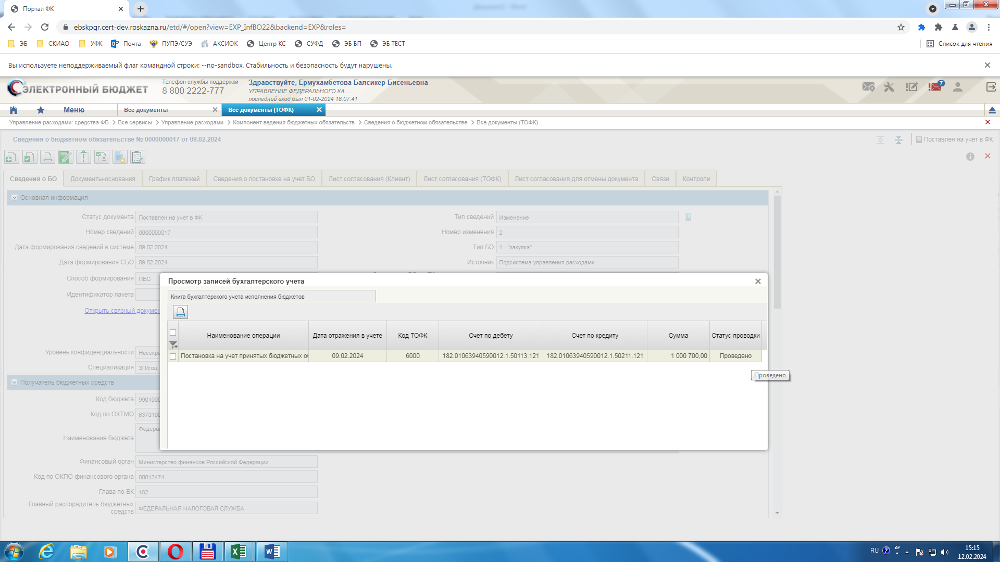 Портал ФК
ebskpgr.cert-dev.roskazna.ru/etd/#/open?view=EXP_InfBO22&backend=EXP&roles=
ЭБ СКИАО УФК Почта ПУПЭ/СУЭ АКСИОК Центр КС СУФД ЭБ БП ЭБ ТЕСТ Список для чтения
Вы используете неподдерживаемый флаг командной строки: --no-sandbox. Стабильность и безопасность будут нарушены.
ЭЛЕКТРОННЫЙ БЮДЖЕТ
Телефон службы поддержки
8 800 2222-777
Здравствуйте, Ермухамбетова Балсикер Бисеньевна
УПРАВЛЕНИЕ ФЕДЕРАЛЬНОГО КА...
последний вход был 01-02-2024 18:07:41
7
Меню Все документы Все документы (ТОФК)
Управление расходами: средства ФБ > Все сервисы > Управление расходами > Компонент ведения бюджетных обязательств > Сведения о бюджетном обязательстве > Все документы (ТОФК)
Сведения о бюджетном обязательстве № 0000000017 от 09.02.2024
Поставлен на учет в ФК
Сведения о БО Документы-основания График платежей Сведения о постановке на учет БО Лист согласования (Клиент) Лист согласования (ТОФК) Лист согласования для отмены документа Связи Контроли
Основная информация
Статус документа Поставлен на учет в ФК Тип сведений Изменение
Номер сведений 0000000017 Номер изменения 2
Дата формирования сведений в системе 09.02.2024 Тип БО 1 - "закупка"
Дата формирования СБО 09.02.2024 Источник Подсистема управления расходами
Способ формирования ПБС
Идентификатор пакета
Открыть связный докумен
Уровень конфиденциальности Несекре
Специализация ЗП/соц.
Просмотр записей бухгалтерского учета
Книга бухгалтерского учета исполнения бюджетов
Наименование операции Дата отражения в учете Код ТОФК Счет по дебету Счет по кредиту Сумма Статус проводки
Постановка на учет принятых бюджетных об 09.02.2024 6000 182.01063940590012.1.50113.121 182.01063940590012.1.50211.121 1 000 700,00 Проведено
Проведено
Получатель бюджетных средств
Код бюджета 9901000
Код по ОКТМО 6370100
Наименование бюджета Федерал
Финансовый орган Министерство финансов Российской Федерации
Код по ОКПО финансового органа 00013474
Глава по БК 182
Главный распорядитель бюджетных
средств ФЕДЕРАЛЬНАЯ НАЛОГОВАЯ СЛУЖБА
RU
15:15
12.02.2024